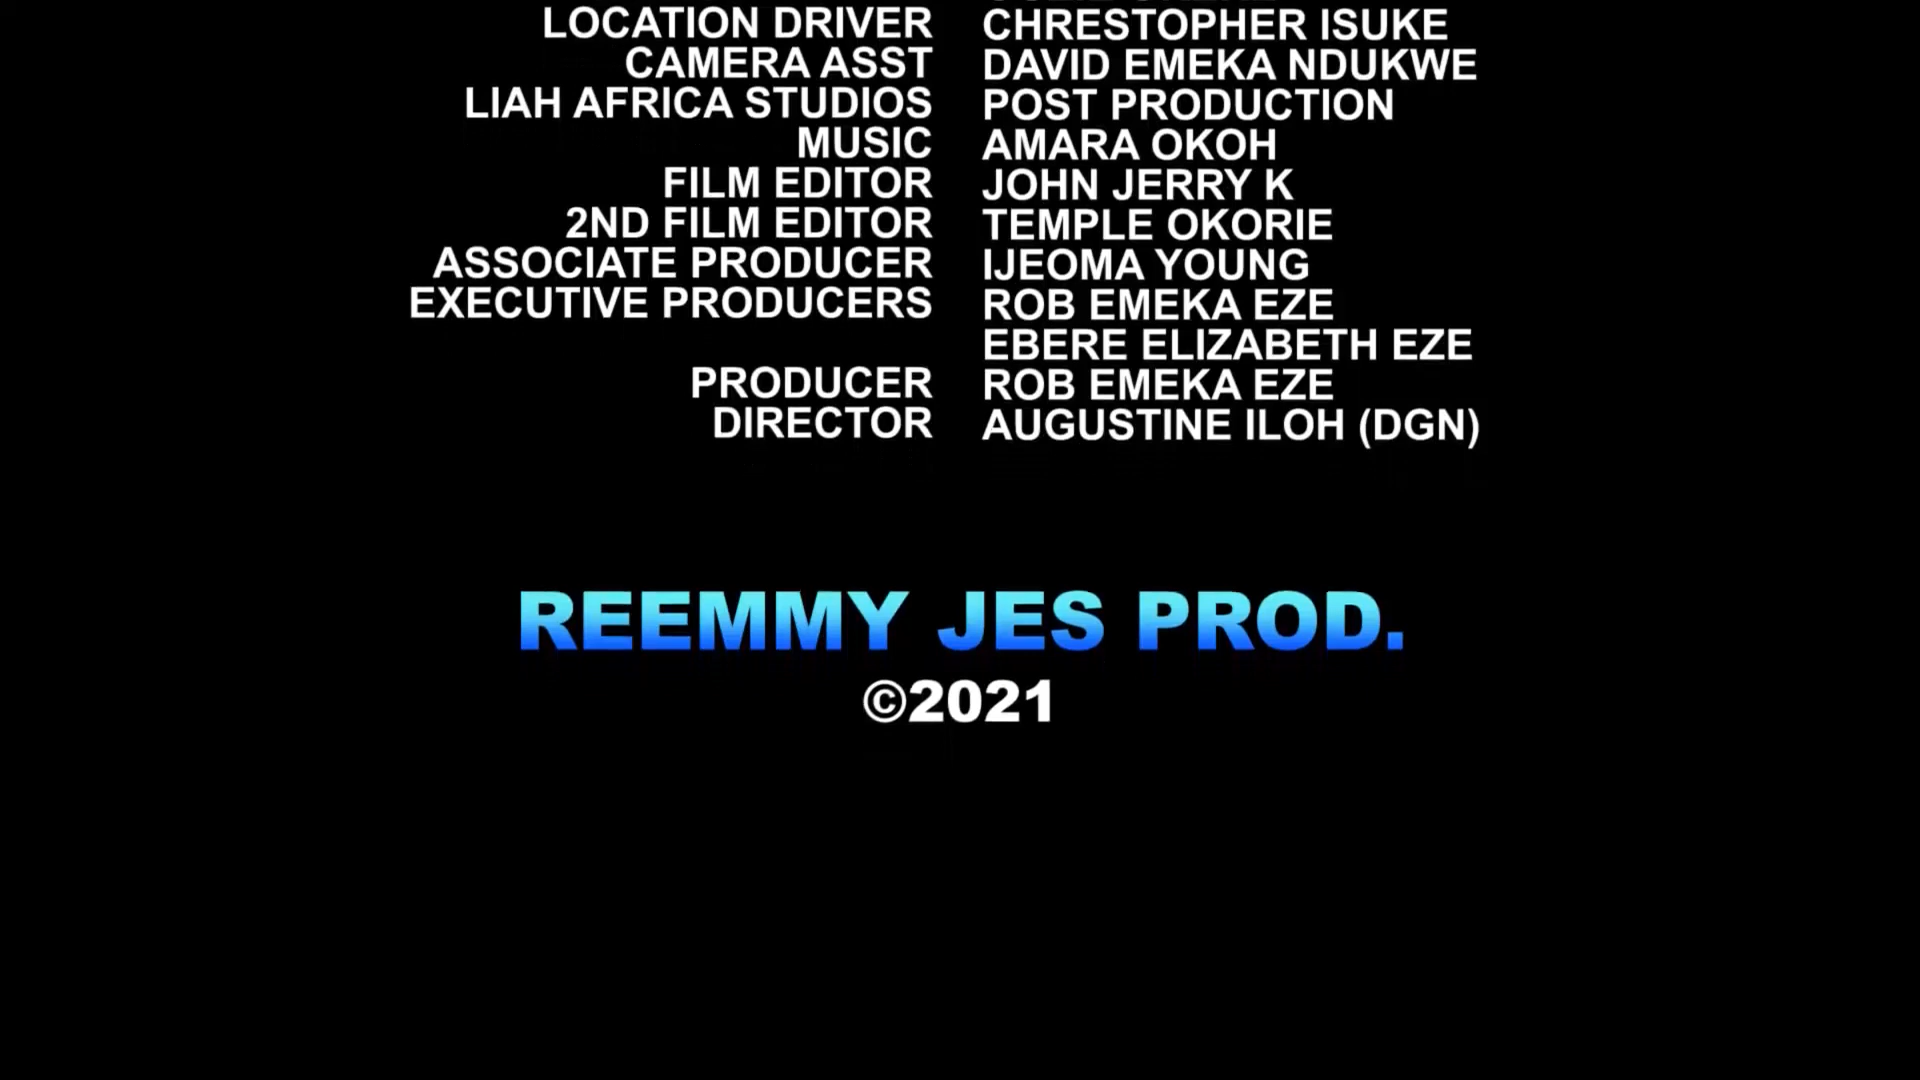 LOCATION DRIVER CHRESTOPHER ISUKE
CAMERA ASST DAVID EMEKA NDUKWE
LIAH AFRICA STUDIOS POST PRODUCTION
MUSIC AMARA OKOH
FILM EDITOR JOHN JERRY K
2ND FILM EDITOR TEMPLE OKORIE
ASSOCIATE PRODUCER IJEOMA YOUNG
EXECUTIVE PRODUCERS ROB EMEKA EZE
EBERE ELIZABETH EZE
PRODUCER ROB EMEKA EZE
DIRECTOR AUGUSTINE ILOH (DGN)
REEMMY JES PROD.
©2021